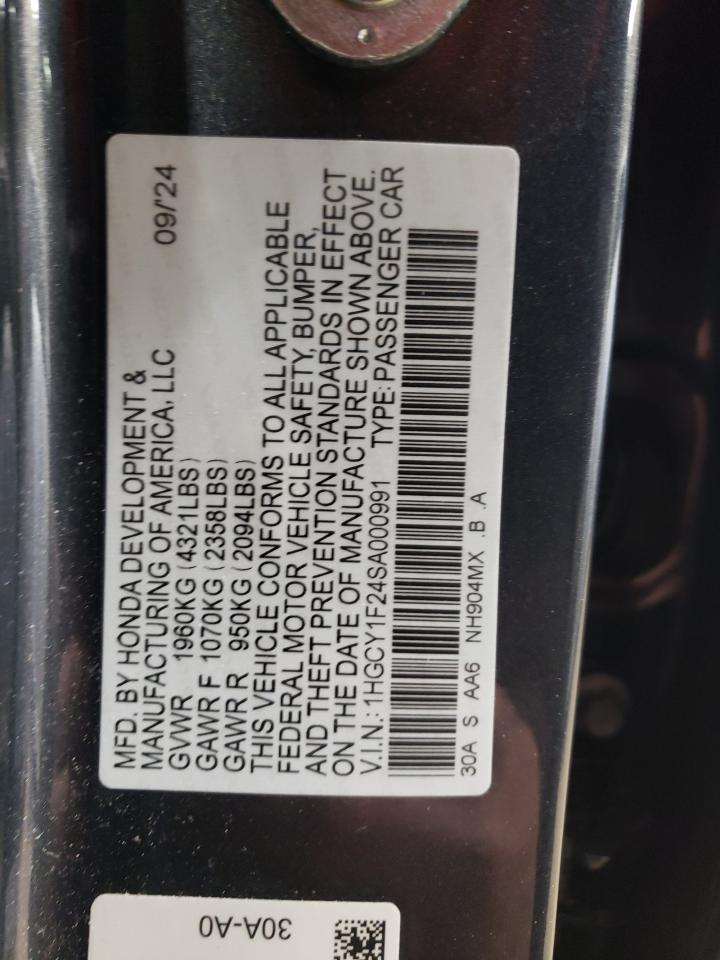 MFD. BY HONDA DEVELOPMENT &
MANUFACTURING OF AMERICA, LLC 09/'24
GVWR 1960KG (4321LBS)
GAWR F 1070KG (2358LBS)
GAWR R 950KG (2094LBS)
THIS VEHICLE CONFORMS TO ALL APPLICABLE
FEDERAL MOTOR VEHICLE SAFETY, BUMPER,
AND THEFT PREVENTION STANDARDS IN EFFECT
ON THE DATE OF MANUFACTURE SHOWN ABOVE.
V.I.N.: 1HGCY1F24SA000991 TYPE: PASSENGER CAR
30A S AA6 NH904MX .B .A
30A-A0